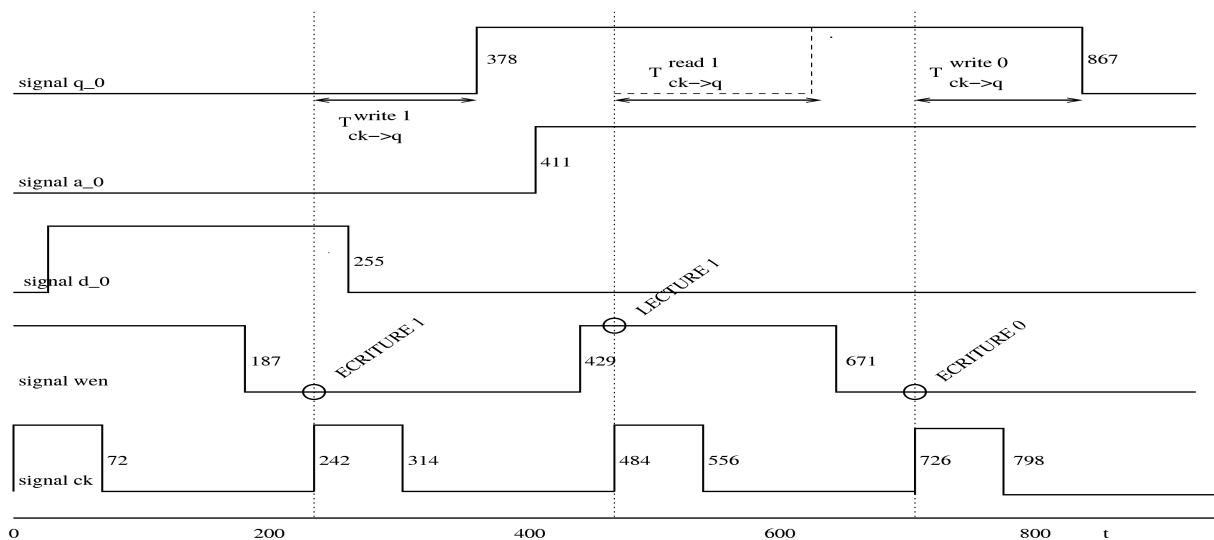 signal q_0
378
T write 1 ck->q
T read 1 ck->q
T write 0 ck->q
867
signal a_0
411
signal d_0
255
signal wen
187
ECRITURE 1
429
LECTURE 1
671
ECRITURE 0
signal ck
72
242
314
484
556
726
798
0 200 400 600 800 t